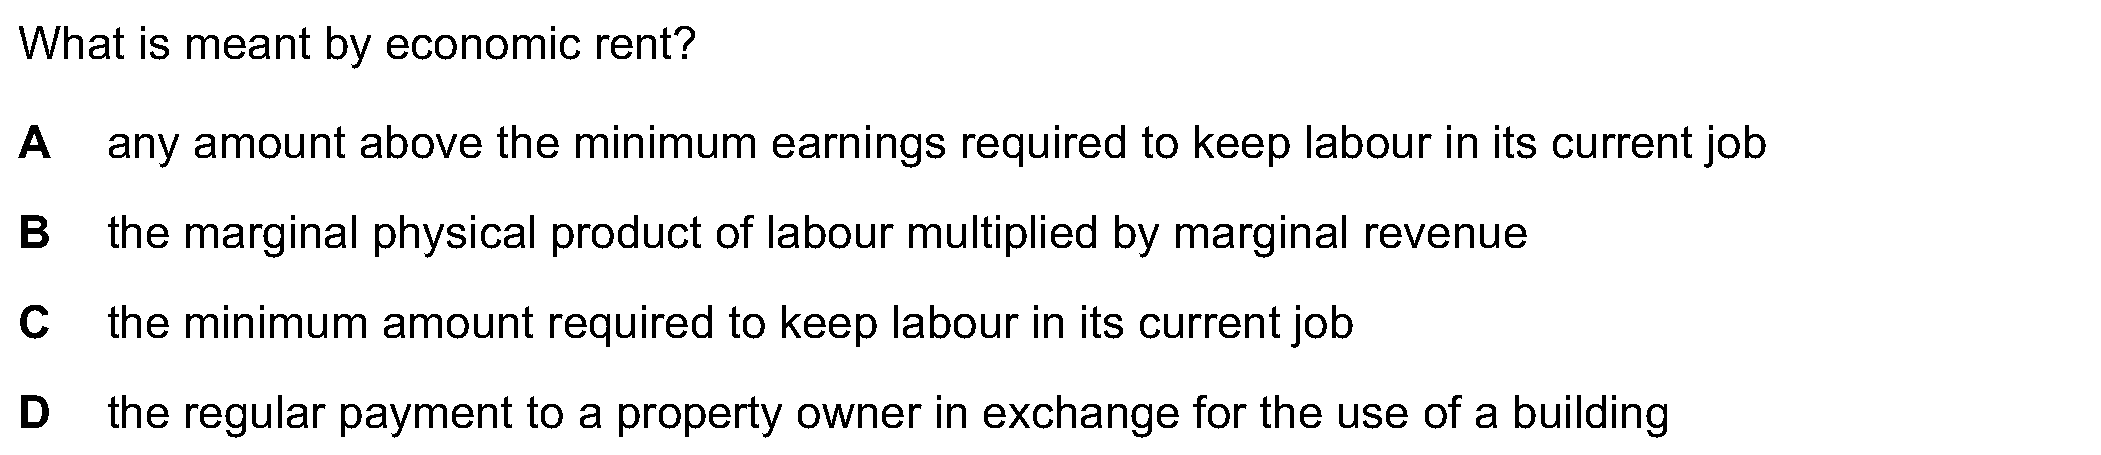 What is meant by economic rent?
A any amount above the minimum earnings required to keep labour in its current job
B the marginal physical product of labour multiplied by marginal revenue
C the minimum amount required to keep labour in its current job
D the regular payment to a property owner in exchange for the use of a building